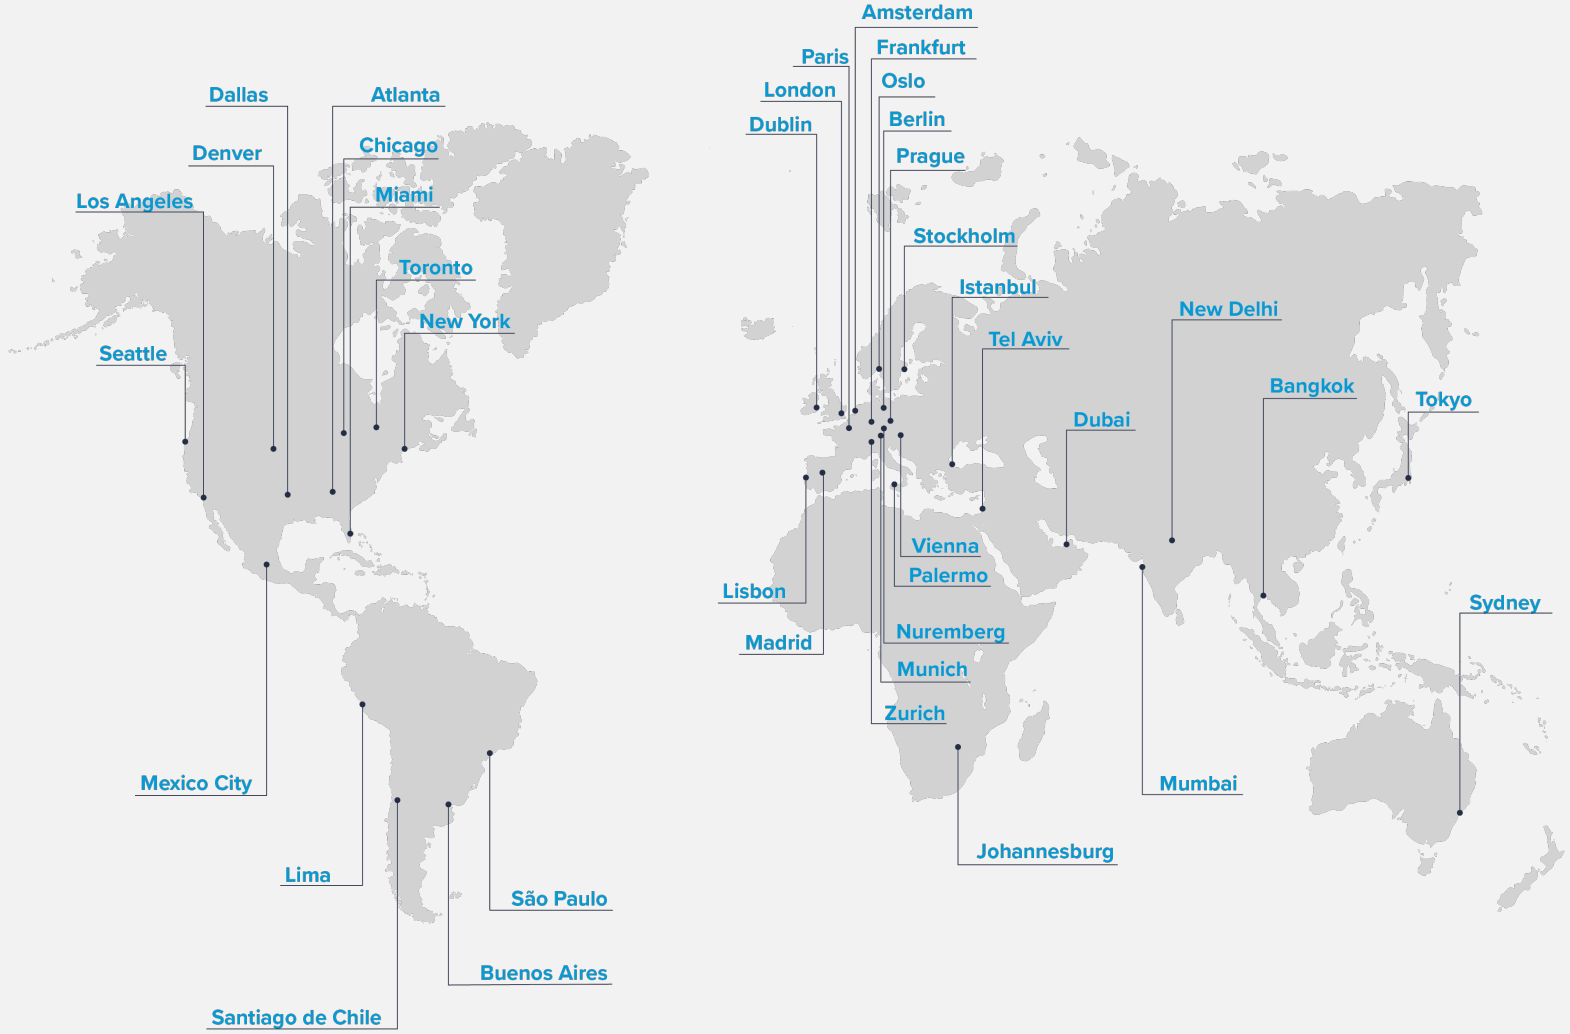 Amsterdam
Frankfurt
Paris
Oslo
London
Dallas
Atlanta
Berlin
Dublin
Chicago
Denver
Prague
Miami
Los Angeles
Stockholm
Toronto
Istanbul
New Delhi
New York
Tel Aviv
Seattle
Bangkok
Tokyo
Dubai
Vienna
Palermo
Lisbon
Sydney
Nuremberg
Madrid
Munich
Zurich
Mexico City
Mumbai
Johannesburg
Lima
São Paulo
Buenos Aires
Santiago de Chile